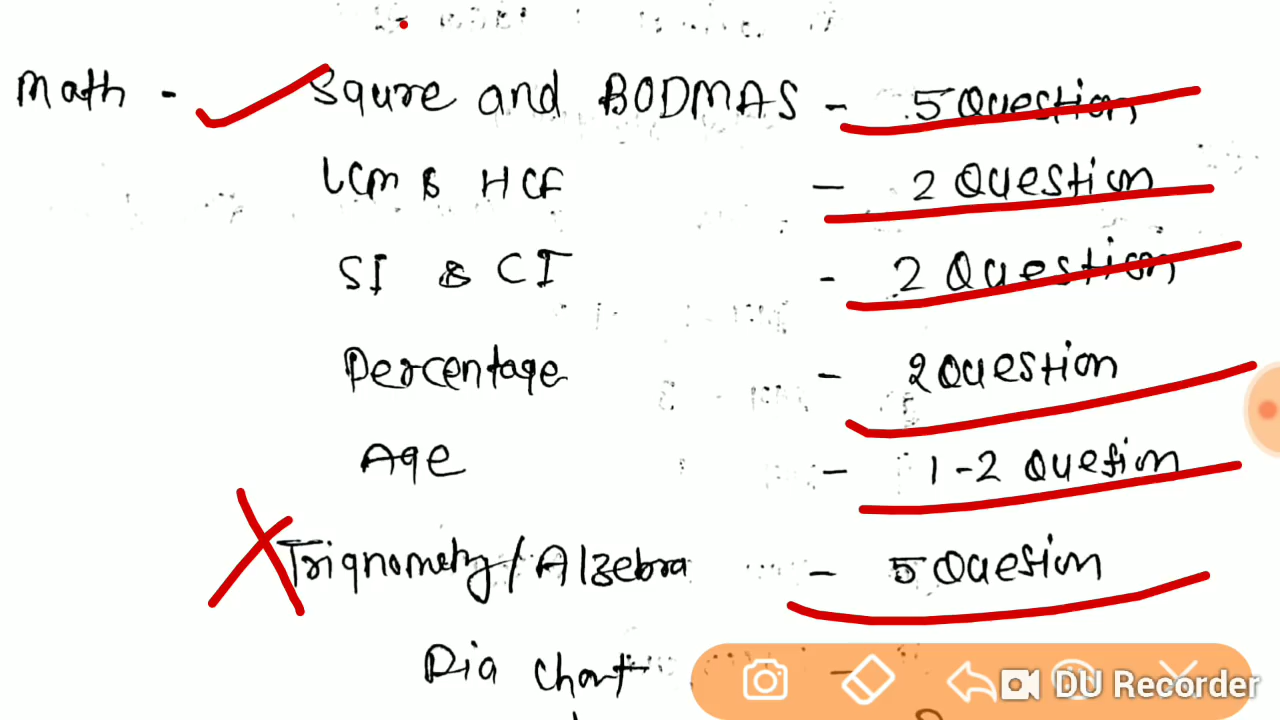 Math - Squre and BODMAS - 5 Question
LCM & HCF - 2 Question
SI & CI - 2 Question
Percentage - 2 Question
Age - 1-2 Question
Trignometry/Alzebra - 5 Quesion
Pia chart -
DU Recorder